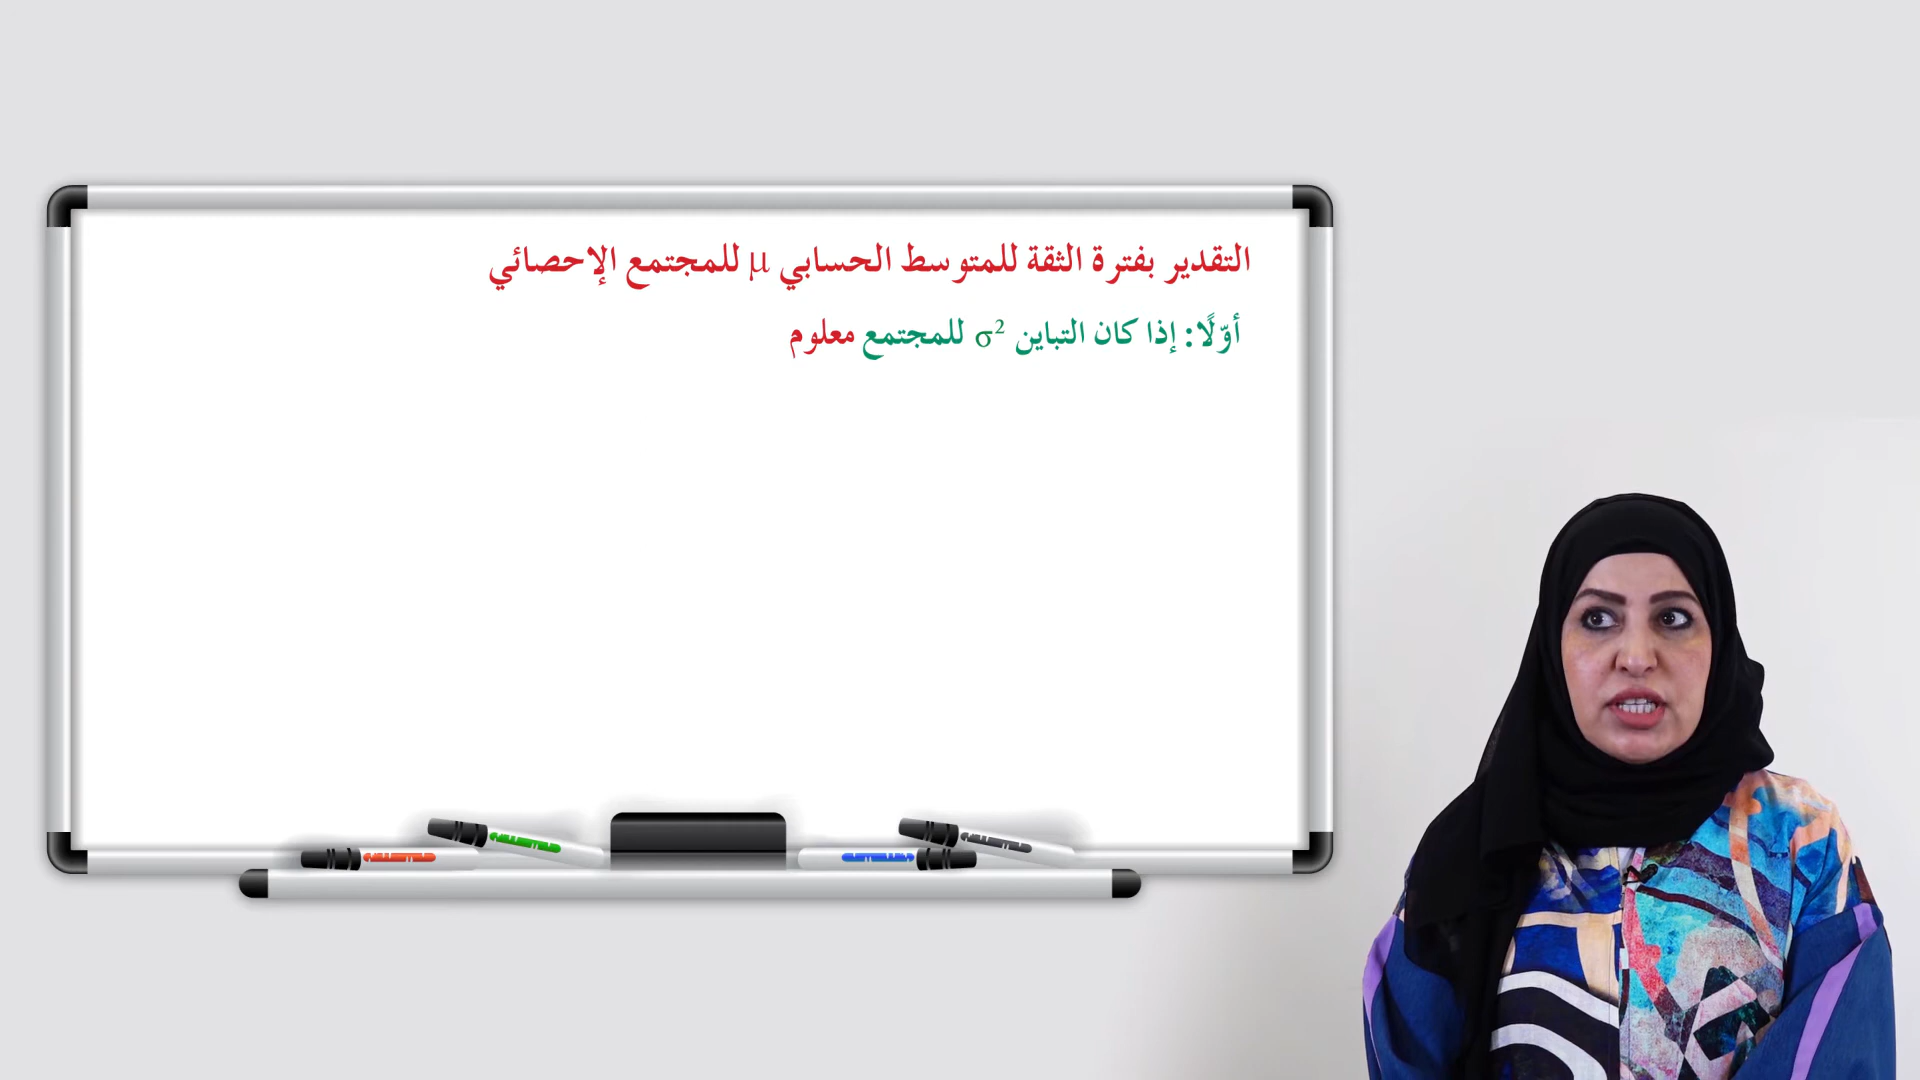 التقدير بفترة الثقة للمتوسط الحسابي μ للمجتمع الإحصائي
أوّلًا: إذا كان التباين σ² للمجتمع معلوم